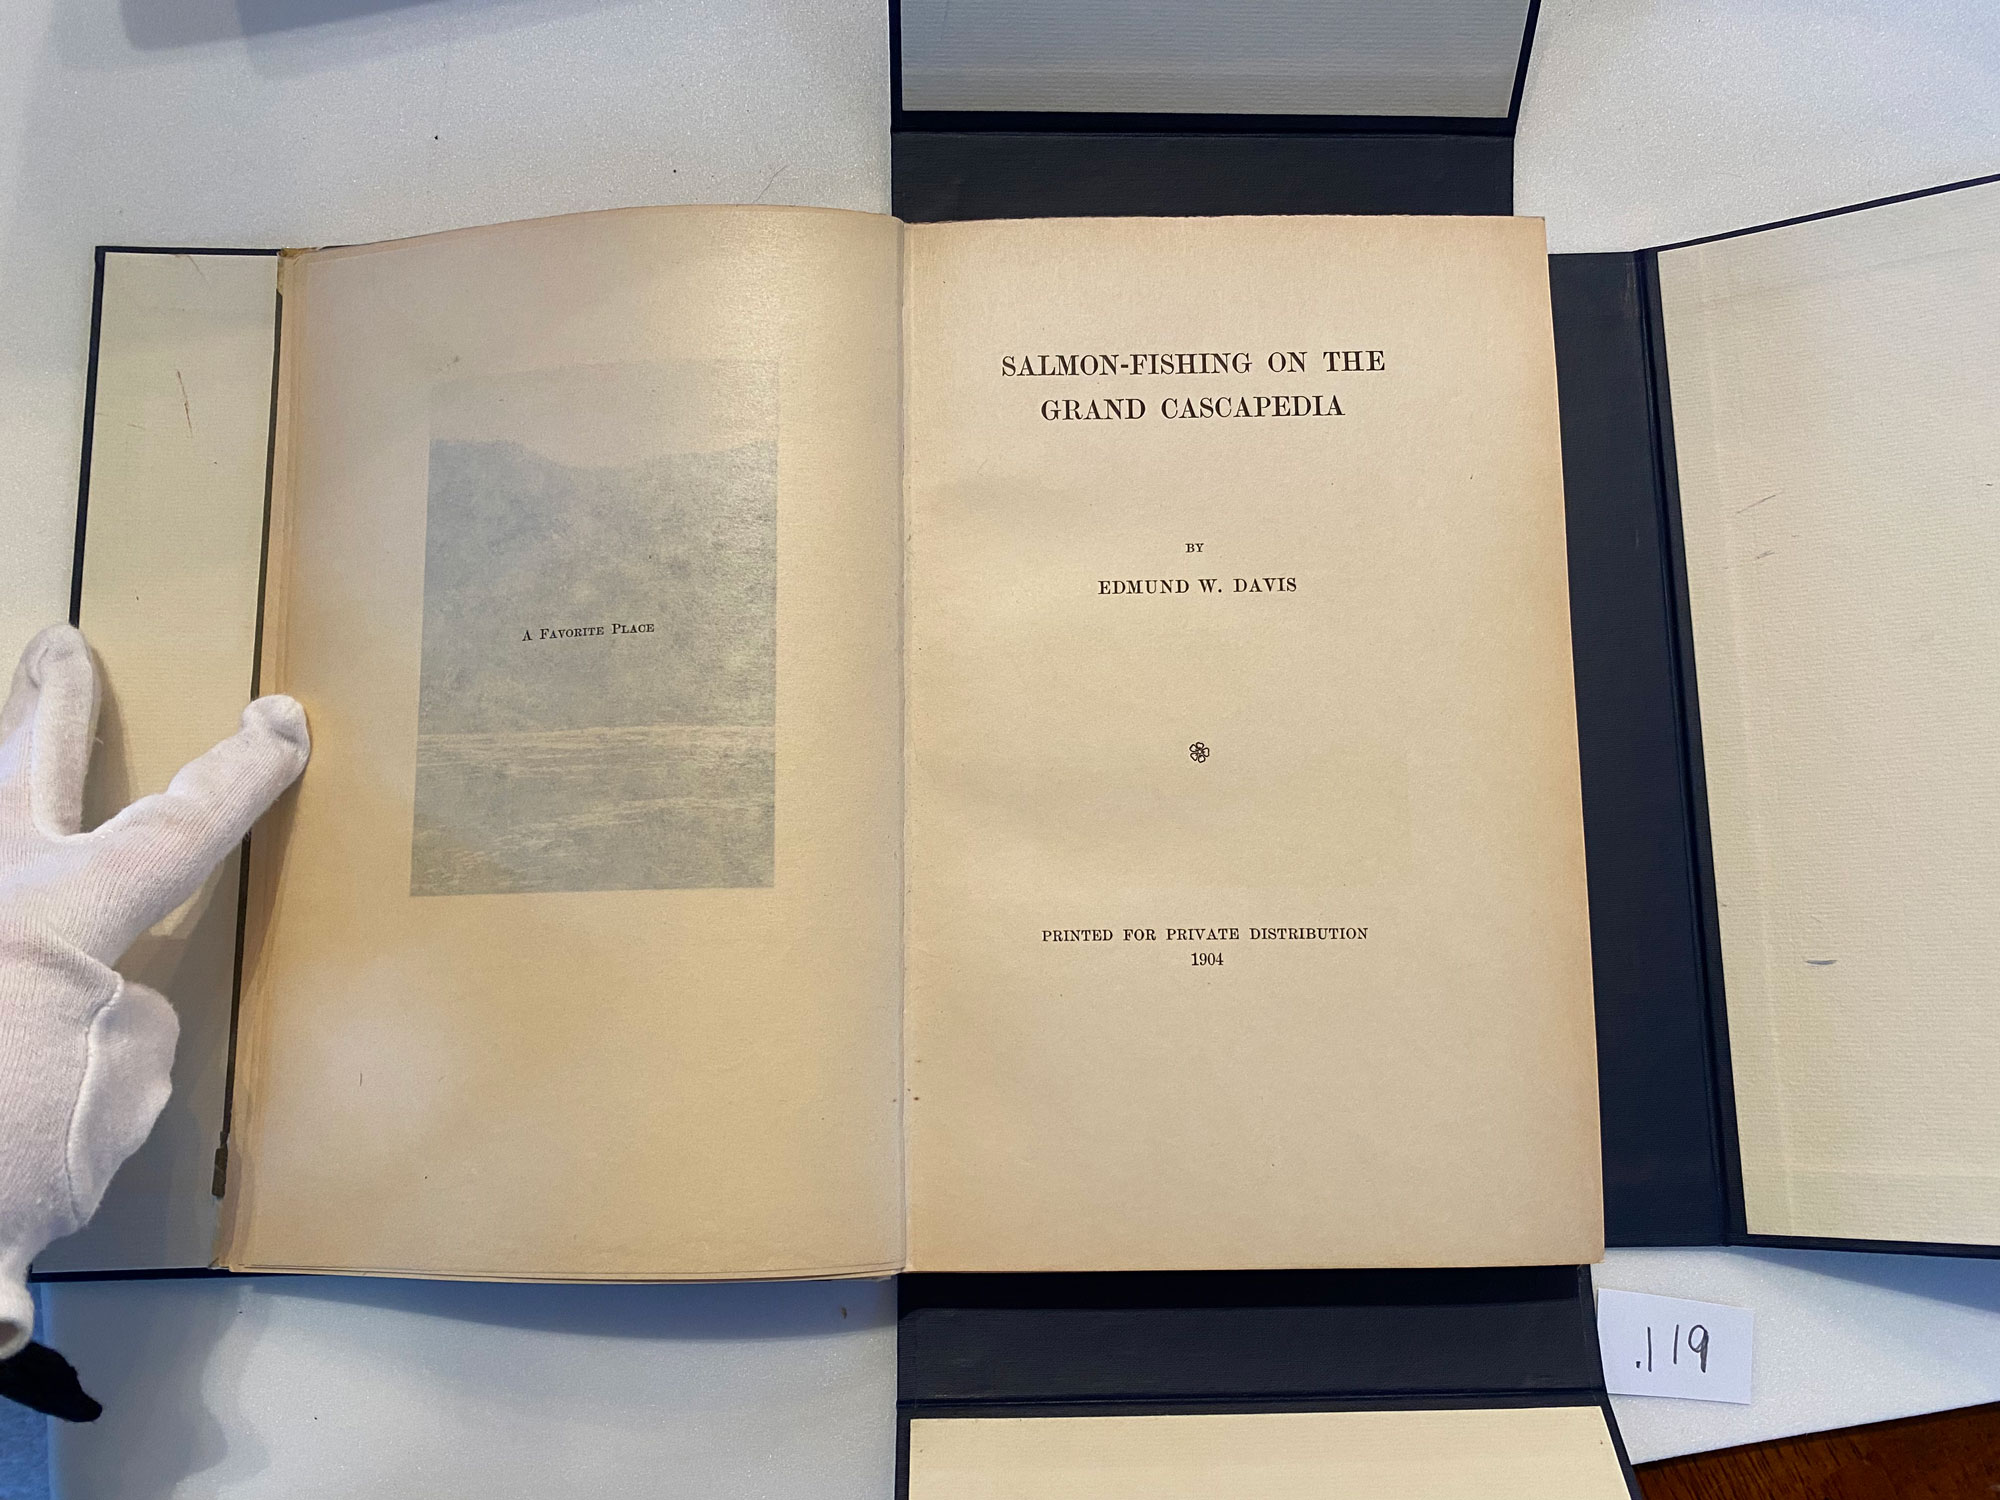 A Favorite Place
SALMON-FISHING ON THE
GRAND CASCAPEDIA
BY
EDMUND W. DAVIS
PRINTED FOR PRIVATE DISTRIBUTION
1904
.119